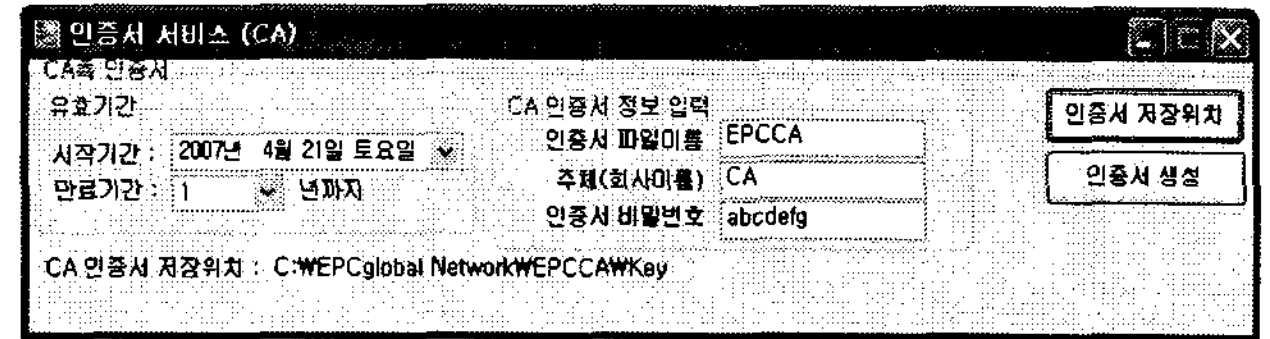 인증서 서비스 (CA)
CA측 인증서
유효기간
시작기간 : 2007년 4월 21일 토요일
만료기간 : 1 년까지
CA 인증서 정보 입력
인증서 파일이름 EPCCA
주체(회사이름) CA
인증서 비밀번호 abcdefg
인증서 저장위치
인증서 생성
CA 인증서 저장위치 : C:₩EPCglobal Network₩EPCCA₩Key